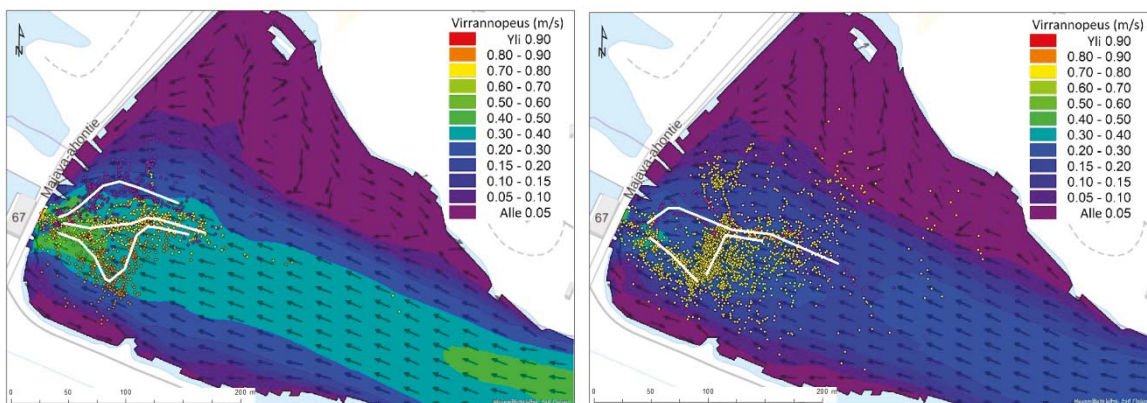 Virrannopeus (m/s)
Yli 0.90
0.80 - 0.90
0.70 - 0.80
0.60 - 0.70
0.50 - 0.60
0.40 - 0.50
0.30 - 0.40
0.20 - 0.30
0.15 - 0.20
0.10 - 0.15
0.05 - 0.10
Alle 0.05
N
Majava-ahontie
67
0 50 100 200 m
Virrannopeus (m/s)
Yli 0.90
0.80 - 0.90
0.70 - 0.80
0.60 - 0.70
0.50 - 0.60
0.40 - 0.50
0.30 - 0.40
0.20 - 0.30
0.15 - 0.20
0.10 - 0.15
0.05 - 0.10
Alle 0.05
N
Majava-ahontie
67
0 50 100 200 m